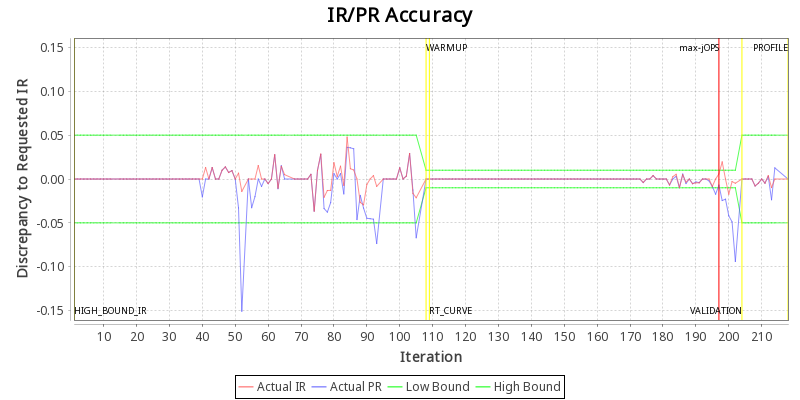 IR/PR Accuracy
Discrepancy to Requested IR
0.15
0.10
0.05
0.00
-0.05
-0.10
-0.15
WARMUP
max-jOPS
PROFILE
HIGH_BOUND_IR
RT_CURVE
VALIDATION
10 20 30 40 50 60 70 80 90 100 110 120 130 140 150 160 170 180 190 200 210
Iteration
Actual IR Actual PR Low Bound High Bound